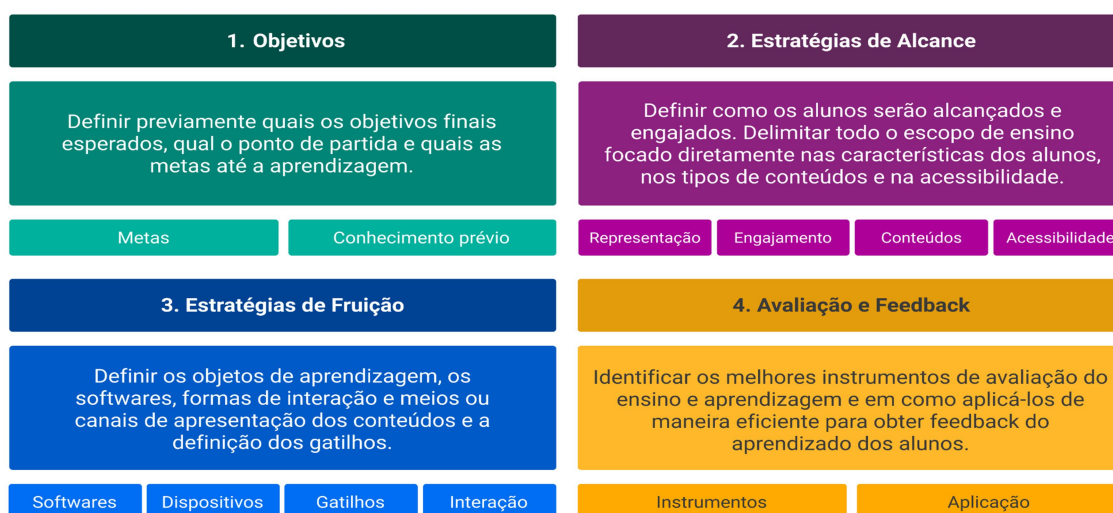 1. Objetivos
Definir previamente quais os objetivos finais
esperados, qual o ponto de partida e quais as
metas até a aprendizagem.
Metas
Conhecimento prévio
2. Estratégias de Alcance
Definir como os alunos serão alcançados e
engajados. Delimitar todo o escopo de ensino
focado diretamente nas características dos alunos,
nos tipos de conteúdos e na acessibilidade.
Representação
Engajamento
Conteúdos
Acessibilidade
3. Estratégias de Fruição
Definir os objetos de aprendizagem, os
softwares, formas de interação e meios ou
canais de apresentação dos conteúdos e a
definição dos gatilhos.
Softwares
Dispositivos
Gatilhos
Interação
4. Avaliação e Feedback
Identificar os melhores instrumentos de avaliação do
ensino e aprendizagem e em como aplicá-los de
maneira eficiente para obter feedback do
aprendizado dos alunos.
Instrumentos
Aplicação